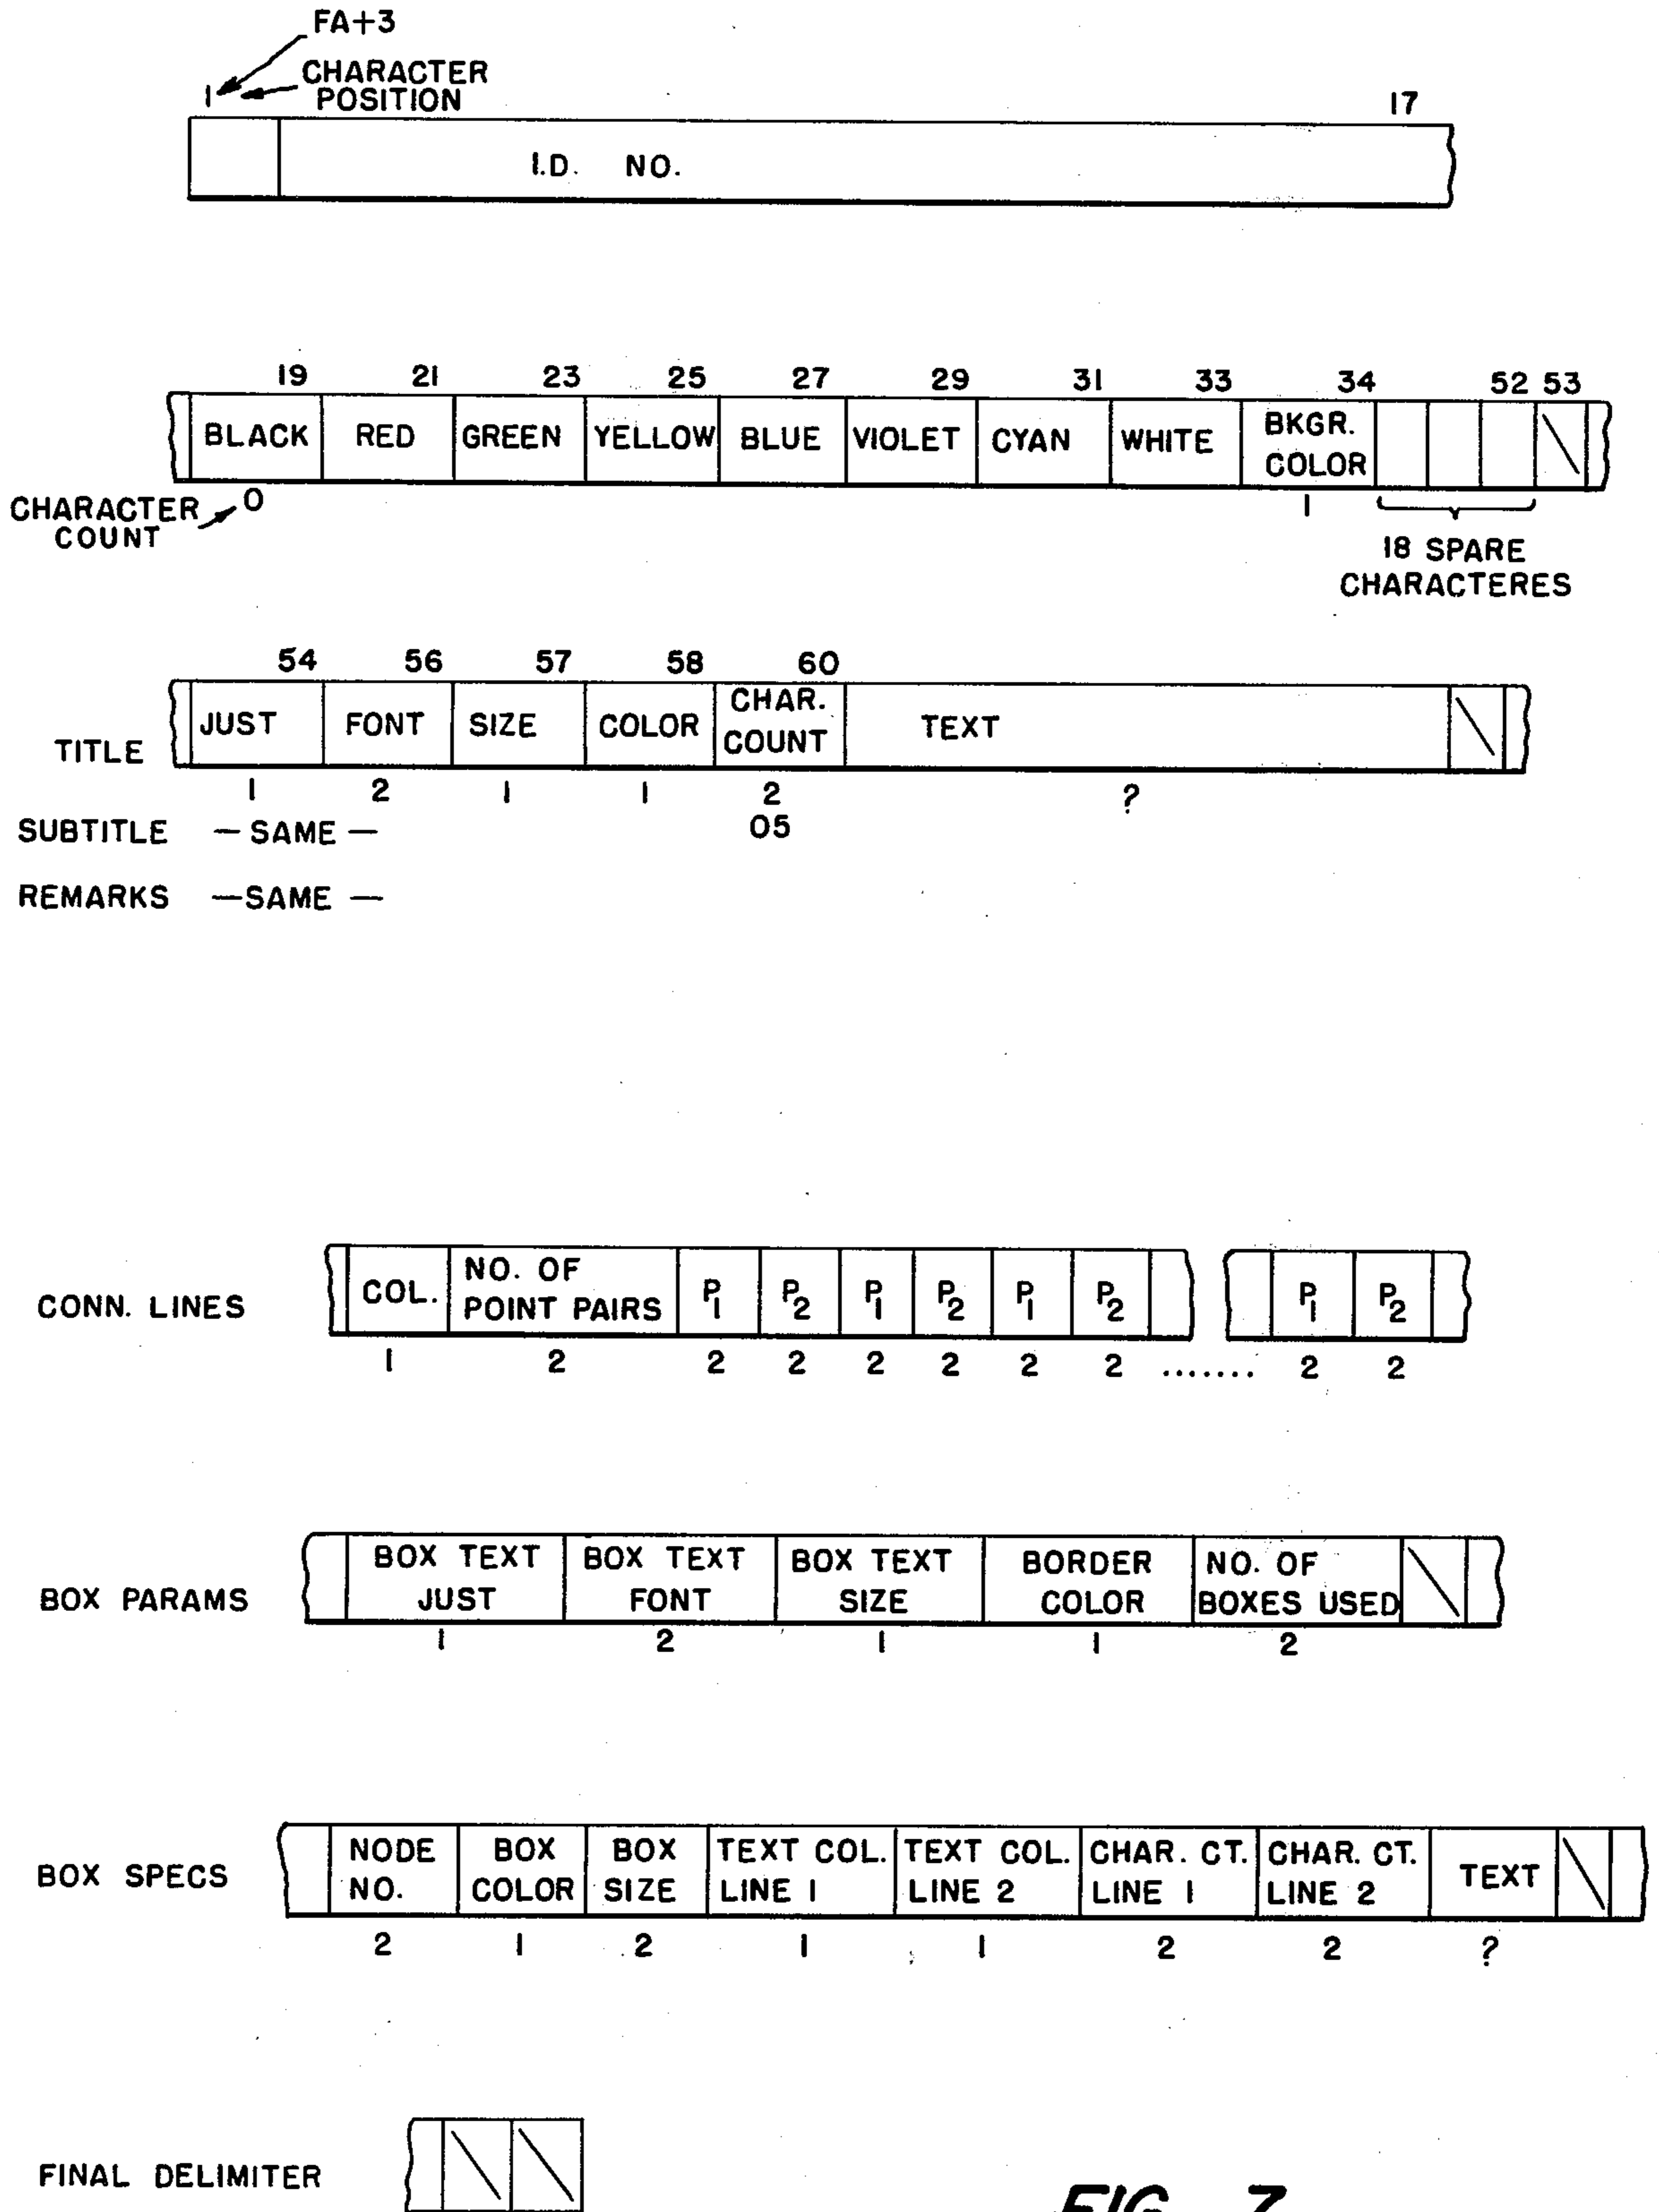 FA+3
CHARACTER
1 POSITION 17
I.D. NO.
19 21 23 25 27 29 31 33 34 52 53
BLACK RED GREEN YELLOW BLUE VIOLET CYAN WHITE BKGR. COLOR \
CHARACTER COUNT 0 1
18 SPARE
CHARACTERES
54 56 57 58 60
TITLE JUST FONT SIZE COLOR CHAR. COUNT TEXT \
1 2 1 1 2 ?
SUBTITLE — SAME — 05
REMARKS — SAME —
CONN. LINES COL. NO. OF POINT PAIRS P1 P2 P1 P2 P1 P2 P1 P2
1 2 2 2 2 2 2 2 ....... 2 2
BOX PARAMS BOX TEXT JUST BOX TEXT FONT BOX TEXT SIZE BORDER COLOR NO. OF BOXES USED \
1 2 1 1 2
BOX SPECS NODE NO. BOX COLOR BOX SIZE TEXT COL. LINE 1 TEXT COL. LINE 2 CHAR. CT. LINE 1 CHAR. CT. LINE 2 TEXT \
2 1 2 1 1 2 2 ?
FINAL DELIMITER \ \
FIG. 7